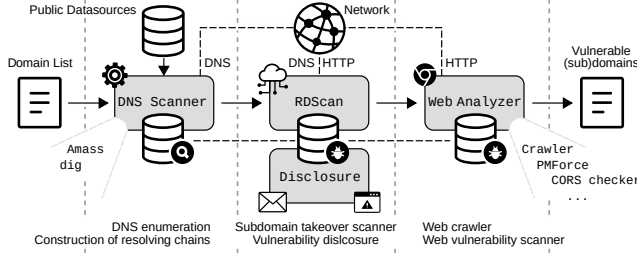 Public Datasources
Network
Domain List
DNS
DNS HTTP
HTTP
Vulnerable
(sub)domains
DNS Scanner
RDScan
Web Analyzer
Amass
dig
Disclosure
Crawler
PMForce
CORS checker
...
DNS enumeration
Construction of resolving chains
Subdomain takeover scanner
Vulnerability dislcosure
Web crawler
Web vulnerability scanner